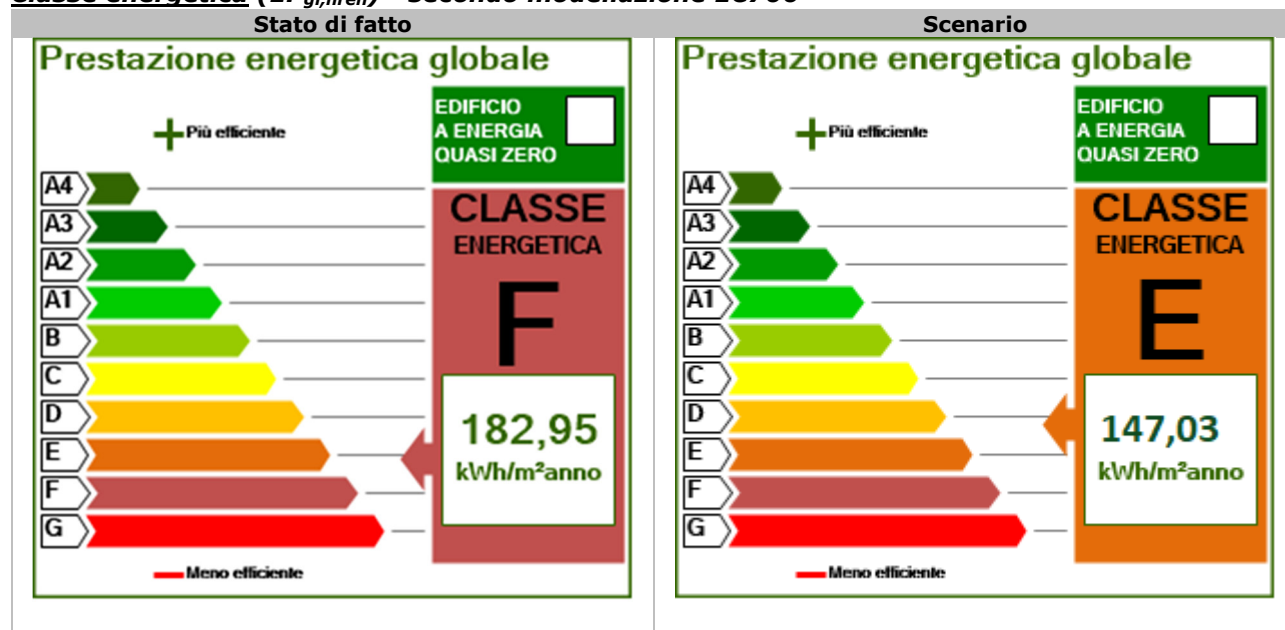 Stato di fatto
Scenario
Prestazione energetica globale
EDIFICIO
A ENERGIA
QUASI ZERO
Più efficiente
A4
A3
A2
A1
B
C
D
E
F
G
CLASSE
ENERGETICA
F
182,95
kWh/m²anno
Meno efficiente
Prestazione energetica globale
EDIFICIO
A ENERGIA
QUASI ZERO
Più efficiente
A4
A3
A2
A1
B
C
D
E
F
G
CLASSE
ENERGETICA
E
147,03
kWh/m²anno
Meno efficiente